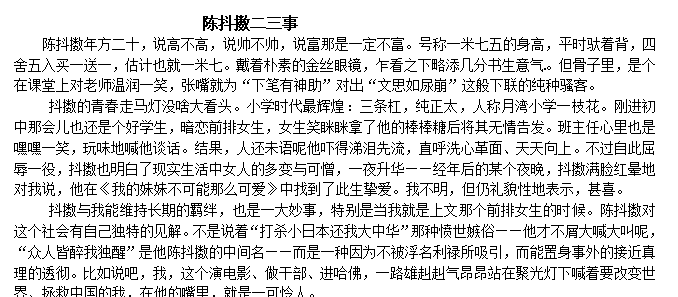 陈抖擞二三事
陈抖擞年方二十，说高不高，说帅不帅，说富那是一定不富。号称一米七五的身高，平时驮着背，四
舍五入买一送一，估计也就一米七。戴着朴素的金丝眼镜，乍看之下略添几分书生意气。但骨子里，是个
在课堂上对老师温润一笑，张嘴就为“下笔有神助”对出“文思如尿崩”这般下联的纯种骚客。
抖擞的青春走马灯没啥大看头。小学时代最辉煌：三条杠，纯正太，人称月湾小学一枝花。刚进初
中那会儿也还是个好学生，暗恋前排女生，女生笑眯眯拿了他的棒棒糖后将其无情告发。班主任心里也是
嘿嘿一笑，玩味地喊他谈话。结果，人还未语呢他吓得涕泪先流，直呼洗心革面、天天向上。不过自此屈
辱一役，抖擞也明白了现实生活中女人的多变与可憎，一夜升华——经年后的某个夜晚，抖擞满脸红晕地
对我说，他在《我的妹妹不可能那么可爱》中找到了此生挚爱。我不明，但仍礼貌性地表示，甚喜。
抖擞与我能维持长期的羁绊，也是一大妙事，特别是当我就是上文那个前排女生的时候。陈抖擞对
这个社会有自己独特的见解。不是说着“打杀小日本还我大中华”那种愤世嫉俗——他才不屑大喊大叫呢，
“众人皆醉我独醒”是他陈抖擞的中间名——而是一种因为不被浮名利禄所吸引，而能置身事外的接近真
理的透彻。比如说吧，我，这个演电影、做干部、进哈佛，一路雄赳赳气昂昂站在聚光灯下喊着要改变世
界、拯救中国的我，在他的嘴里，就是一可怜人。